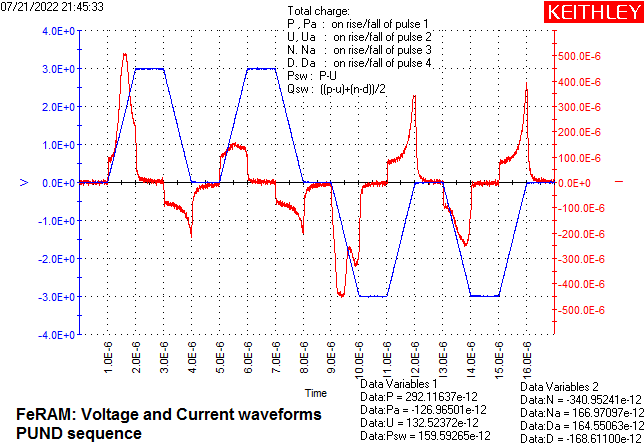 07/21/2022 21:45:33
KEITHLEY
Total charge:
P , Pa : on rise/fall of pulse 1
U, Ua : on rise/fall of pulse 2
N. Na : on rise/fall of pulse 3
D. Da : on rise/fall of pulse 4
Psw : P-U
Qsw : ((p-u)+(n-d))/2
4.0E+0
3.0E+0
2.0E+0
1.0E+0
0.0E+0
-1.0E+0
-2.0E+0
-3.0E+0
-4.0E+0
V
500.0E-6
400.0E-6
300.0E-6
200.0E-6
100.0E-6
0.0E+0
-100.0E-6
-200.0E-6
-300.0E-6
-400.0E-6
-500.0E-6
I
1.0E-6
2.0E-6
3.0E-6
4.0E-6
5.0E-6
6.0E-6
7.0E-6
8.0E-6
9.0E-6
10.0E-6
11.0E-6
12.0E-6
13.0E-6
14.0E-6
15.0E-6
16.0E-6
Time
Data Variables 1
Data:P = 292.11637e-12
Data:Pa = -126.96501e-12
Data:U = 132.52372e-12
Data:Psw = 159.59265e-12
Data Variables 2
Data:N = -340.95241e-12
Data:Na = 166.97097e-12
Data:Da = 164.55063e-12
Data:D = -168.61100e-12
FeRAM: Voltage and Current waveforms
PUND sequence